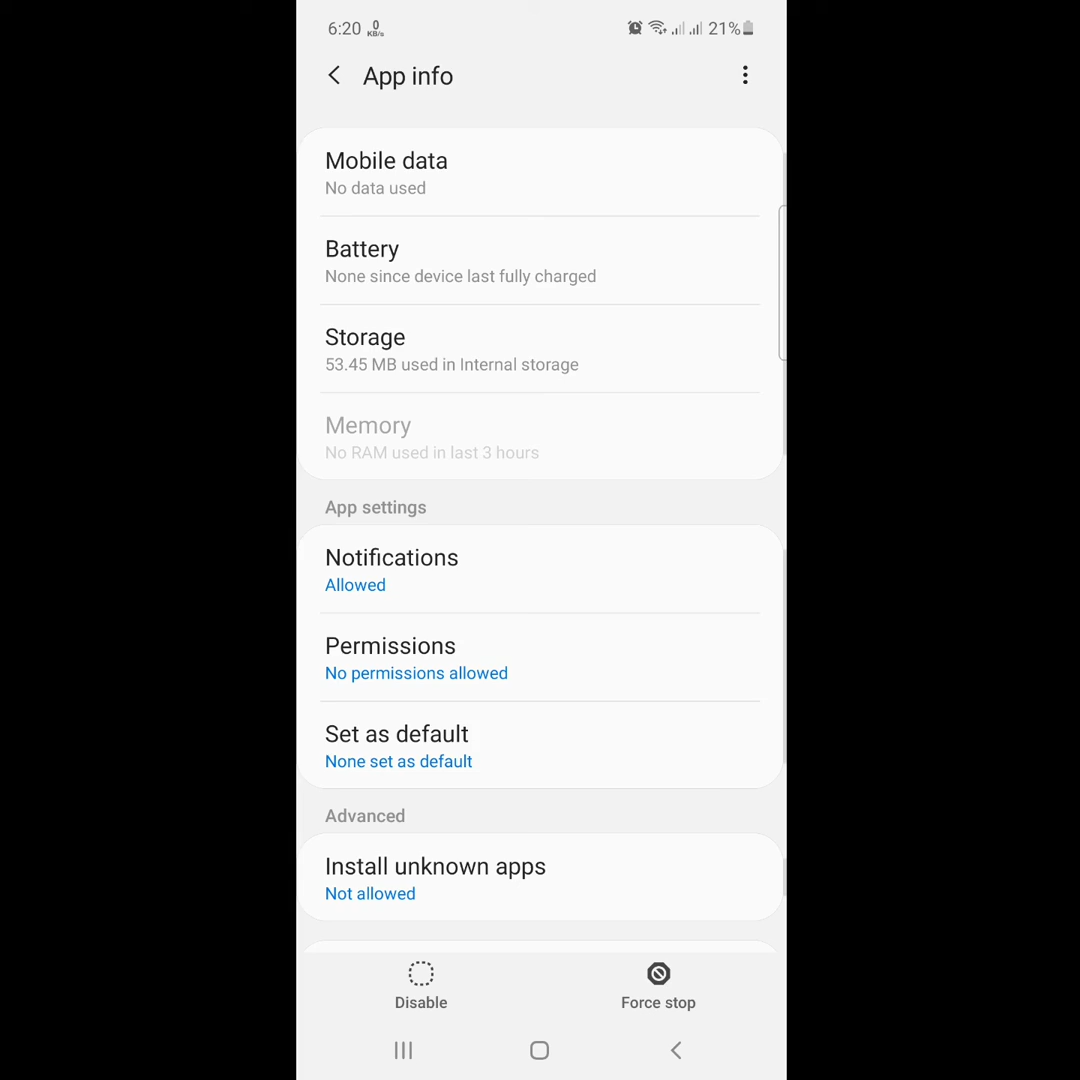 6:20 0 KB/s 21%
App info
Mobile data
No data used
Battery
None since device last fully charged
Storage
53.45 MB used in Internal storage
Memory
No RAM used in last 3 hours
App settings
Notifications
Allowed
Permissions
No permissions allowed
Set as default
None set as default
Advanced
Install unknown apps
Not allowed
Disable Force stop